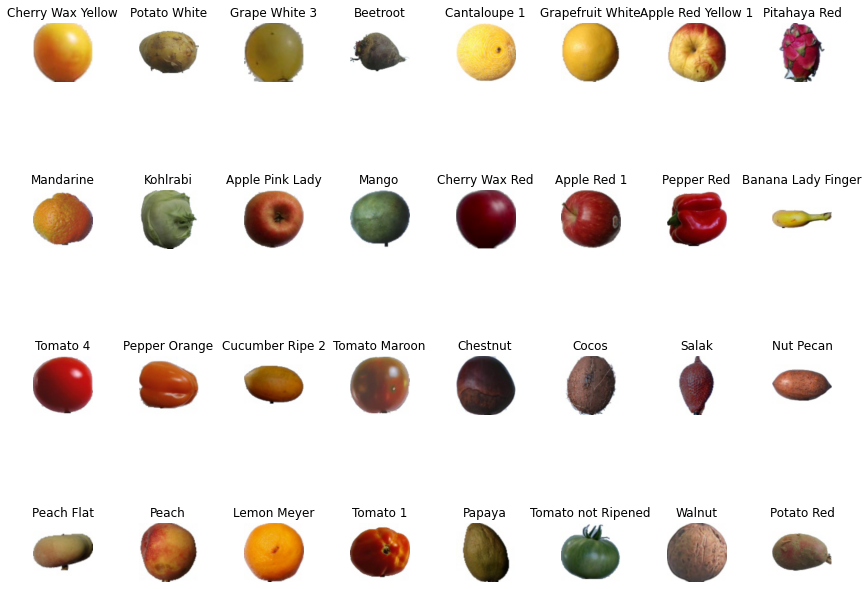 Cherry Wax Yellow
Potato White
Grape White 3
Beetroot
Cantaloupe 1
Grapefruit White
Apple Red Yellow 1
Pitahaya Red
Mandarine
Kohlrabi
Apple Pink Lady
Mango
Cherry Wax Red
Apple Red 1
Pepper Red
Banana Lady Finger
Tomato 4
Pepper Orange
Cucumber Ripe 2
Tomato Maroon
Chestnut
Cocos
Salak
Nut Pecan
Peach Flat
Peach
Lemon Meyer
Tomato 1
Papaya
Tomato not Ripened
Walnut
Potato Red